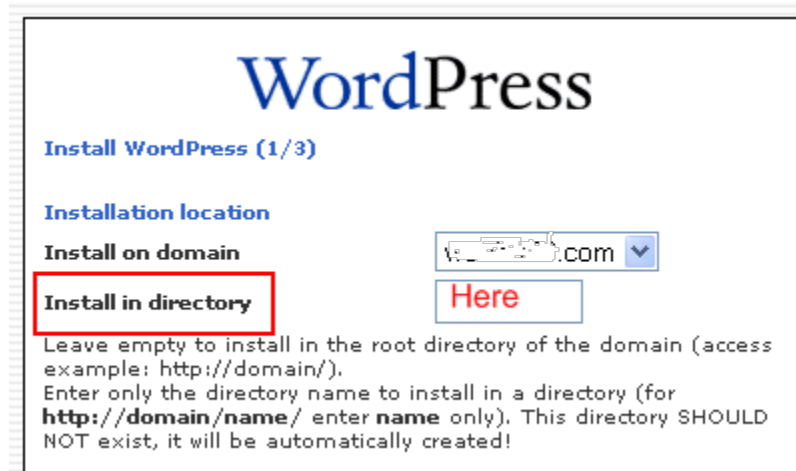 WordPress
Install WordPress (1/3)
Installation location
Install on domain .com
Install in directory Here
Leave empty to install in the root directory of the domain (access
example: http://domain/).
Enter only the directory name to install in a directory (for
http://domain/name/ enter name only). This directory SHOULD
NOT exist, it will be automatically created!